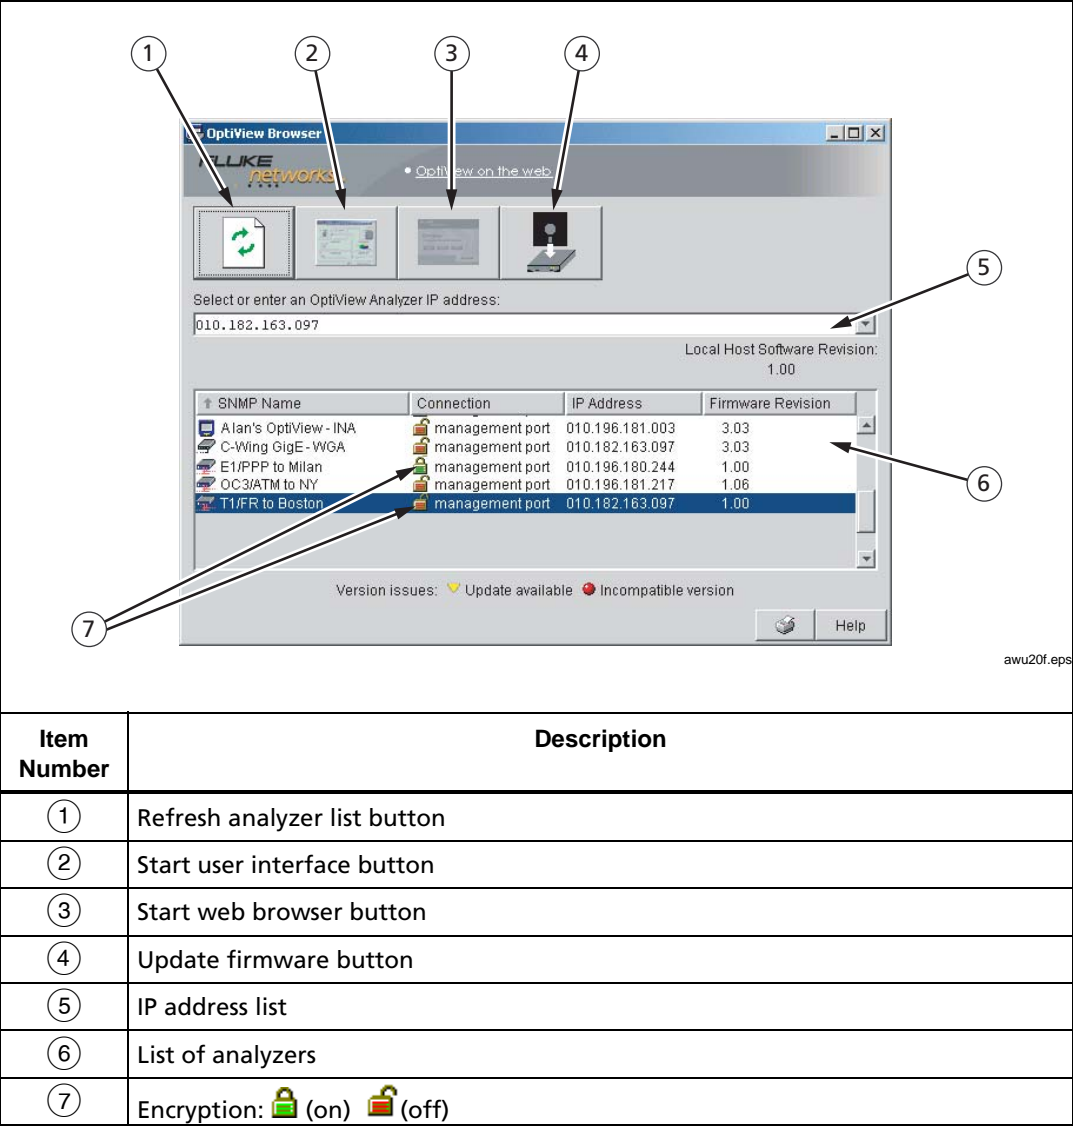 1 2 3 4
OptiView Browser
FLUKE
networks.
• OptiView on the web
5
Select or enter an OptiView Analyzer IP address:
010.182.163.097
Local Host Software Revision:
1.00
SNMP Name Connection IP Address Firmware Revision
Alan's OptiView - INA management port 010.196.181.003 3.03
C-Wing GigE - WGA management port 010.182.163.097 3.03
E1/PPP to Milan management port 010.196.180.244 1.00
OC3/ATM to NY management port 010.196.181.217 1.06
T1/FR to Boston management port 010.182.163.097 1.00
6
Version issues: Update available Incompatible version
7
Help
awu20f.eps
Item Number Description
1 Refresh analyzer list button
2 Start user interface button
3 Start web browser button
4 Update firmware button
5 IP address list
6 List of analyzers
7 Encryption: (on) (off)